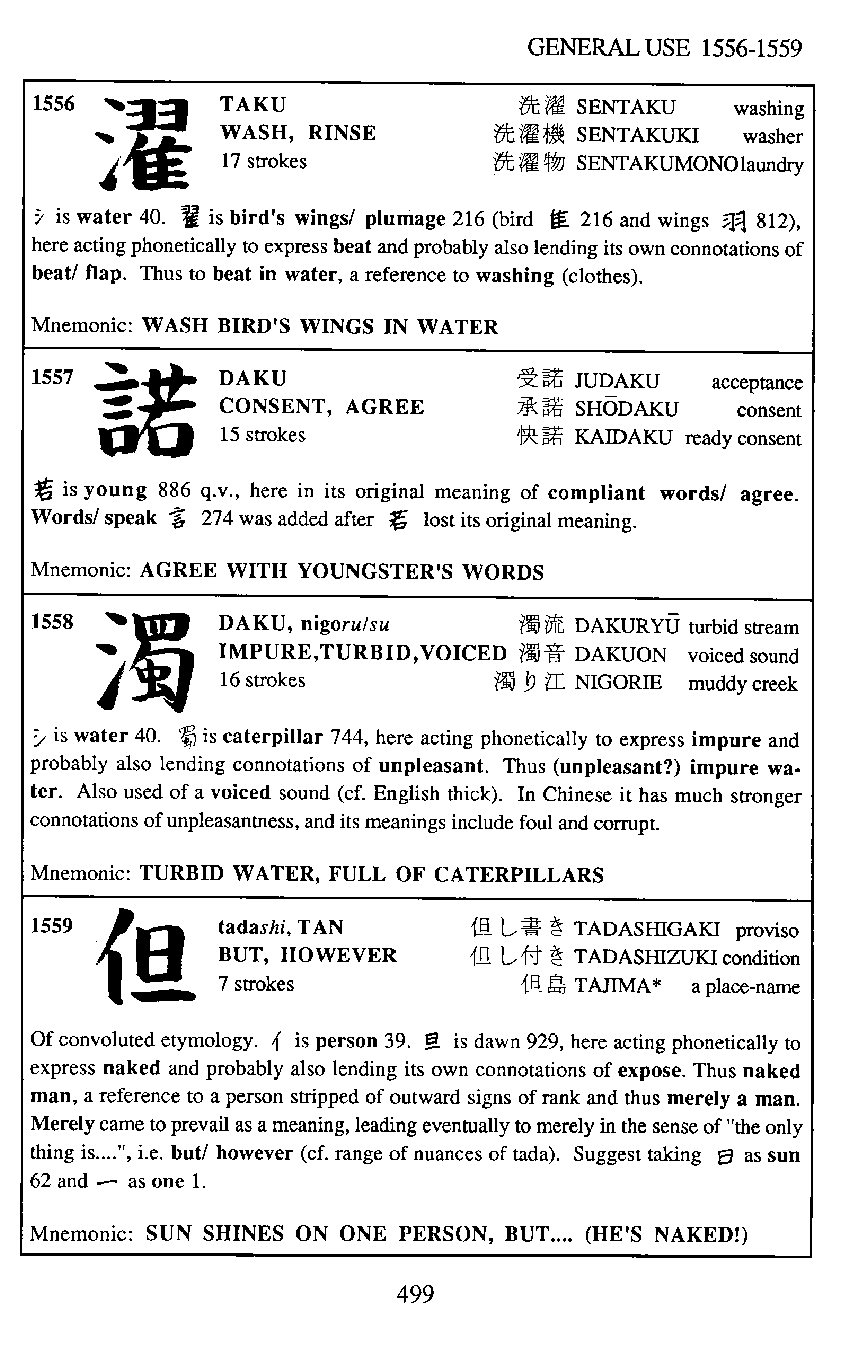 GENERAL USE 1556-1559
1556 濯 TAKU 洗濯 SENTAKU washing
WASH, RINSE 洗濯機 SENTAKUKI washer
17 strokes 洗濯物 SENTAKUMONO laundry
氵 is water 40. 翟 is bird's wings/ plumage 216 (bird 隹 216 and wings 羽 812),
here acting phonetically to express beat and probably also lending its own connotations of
beat/ flap. Thus to beat in water, a reference to washing (clothes).
Mnemonic: WASH BIRD'S WINGS IN WATER
1557 諾 DAKU 受諾 JUDAKU acceptance
CONSENT, AGREE 承諾 SHŌDAKU consent
15 strokes 快諾 KAIDAKU ready consent
若 is young 886 q.v., here in its original meaning of compliant words/ agree.
Words/ speak 言 274 was added after 若 lost its original meaning.
Mnemonic: AGREE WITH YOUNGSTER'S WORDS
1558 濁 DAKU, nigoru/su 濁流 DAKURYŪ turbid stream
IMPURE,TURBID,VOICED 濁音 DAKUON voiced sound
16 strokes 濁り江 NIGORIE muddy creek
氵 is water 40. 蜀 is caterpillar 744, here acting phonetically to express impure and
probably also lending connotations of unpleasant. Thus (unpleasant?) impure wa-
ter. Also used of a voiced sound (cf. English thick). In Chinese it has much stronger
connotations of unpleasantness, and its meanings include foul and corrupt.
Mnemonic: TURBID WATER, FULL OF CATERPILLARS
1559 但 tadashi, TAN 但し書き TADASHIGAKI proviso
BUT, HOWEVER 但し付き TADASHIZUKI condition
7 strokes 但島 TAJIMA* a place-name
Of convoluted etymology. 亻 is person 39. 旦 is dawn 929, here acting phonetically to
express naked and probably also lending its own connotations of expose. Thus naked
man, a reference to a person stripped of outward signs of rank and thus merely a man.
Merely came to prevail as a meaning, leading eventually to merely in the sense of "the only
thing is....", i.e. but/ however (cf. range of nuances of tada). Suggest taking 日 as sun
62 and 一 as one 1.
Mnemonic: SUN SHINES ON ONE PERSON, BUT.... (HE'S NAKED!)
499